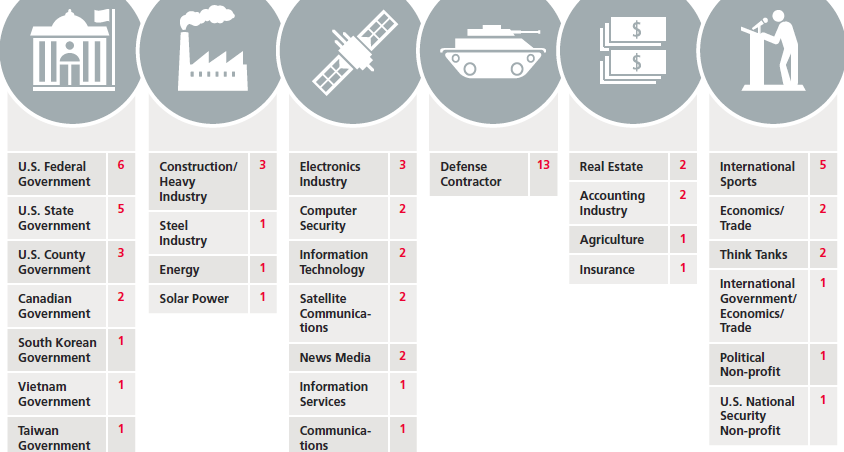 $
$
U.S. Federal 6
Government
U.S. State 5
Government
U.S. County 3
Government
Canadian 2
Government
South Korean 1
Government
Vietnam 1
Government
Taiwan 1
Government
Construction/ 3
Heavy
Industry
Steel 1
Industry
Energy 1
Solar Power 1
Electronics 3
Industry
Computer 2
Security
Information 2
Technology
Satellite 2
Communica-
tions
News Media 2
Information 1
Services
Communica- 1
tions
Defense 13
Contractor
Real Estate 2
Accounting 2
Industry
Agriculture 1
Insurance 1
International 5
Sports
Economics/ 2
Trade
Think Tanks 2
International 1
Government/
Economics/
Trade
Political 1
Non-profit
U.S. National 1
Security
Non-profit